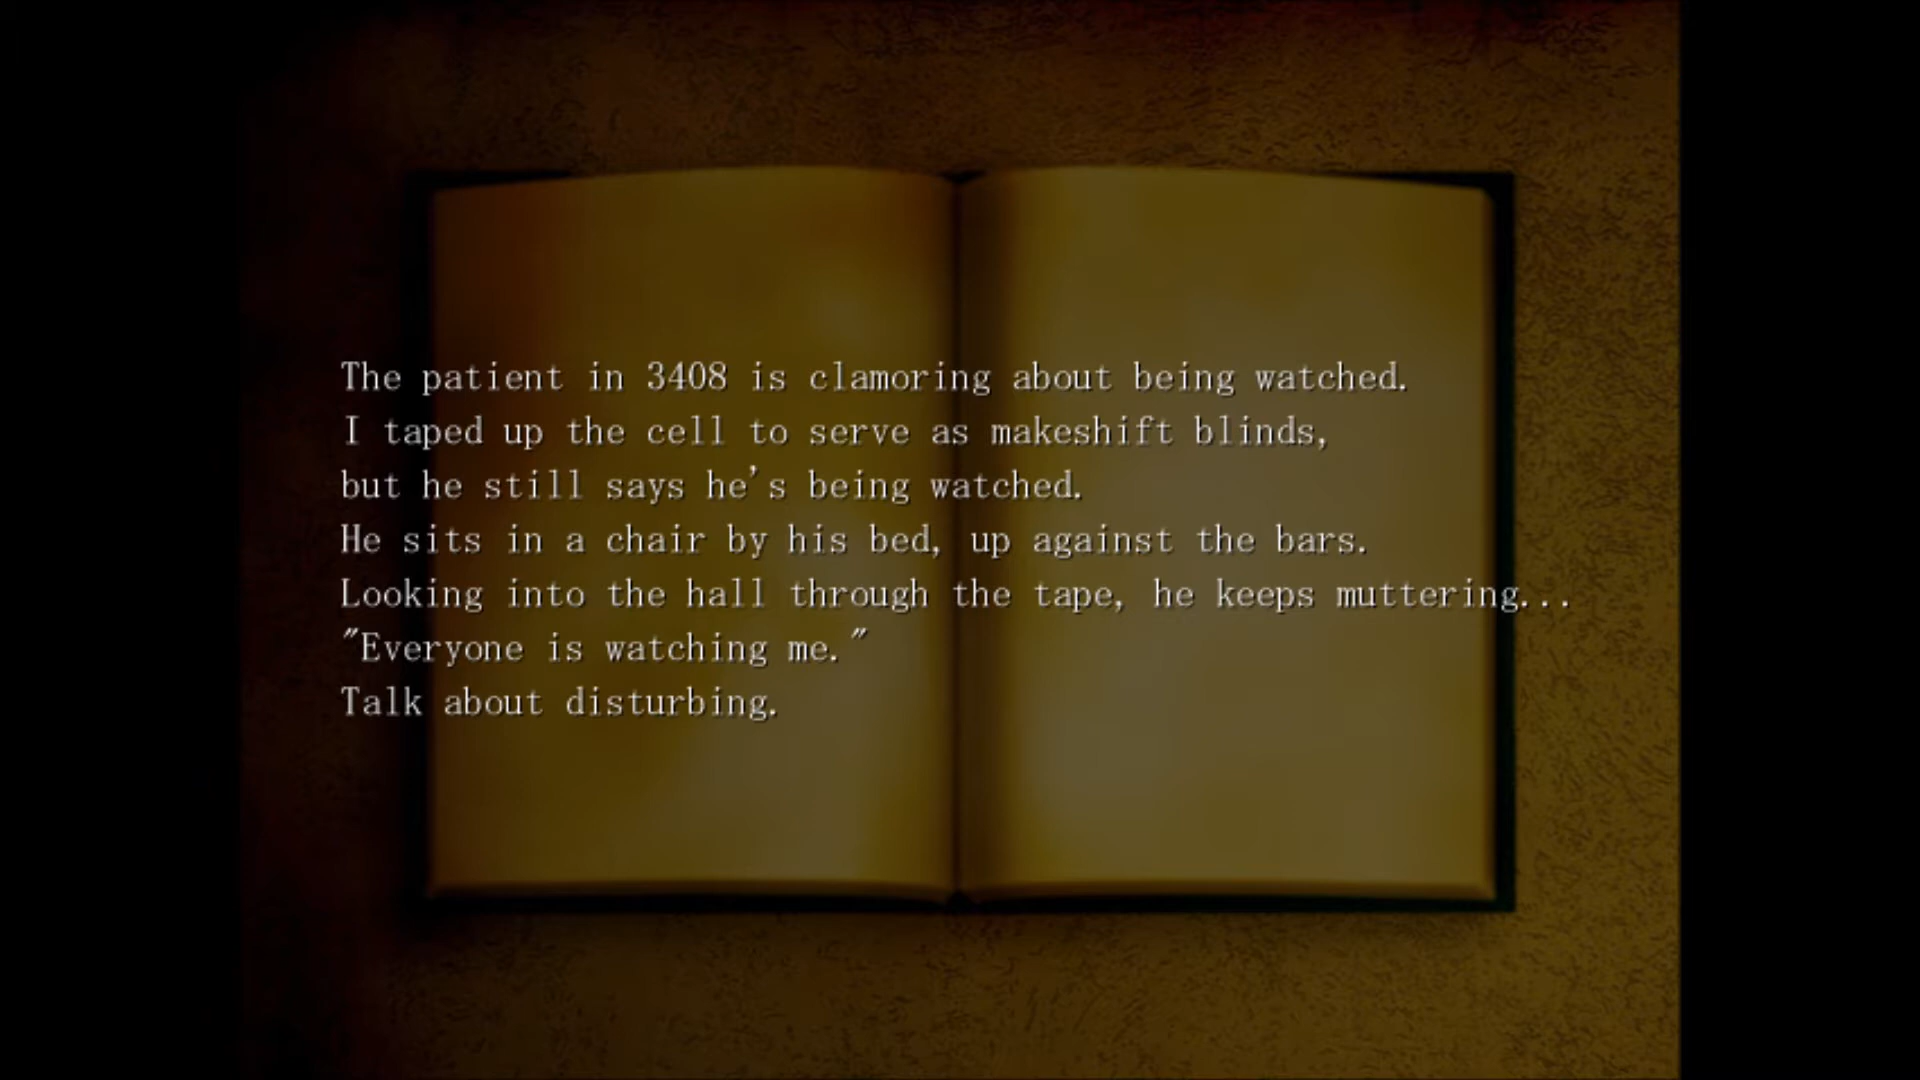 The patient in 3408 is clamoring about being watched.
I taped up the cell to serve as makeshift blinds,
but he still says he's being watched.
He sits in a chair by his bed, up against the bars.
Looking into the hall through the tape, he keeps muttering...
"Everyone is watching me."
Talk about disturbing.